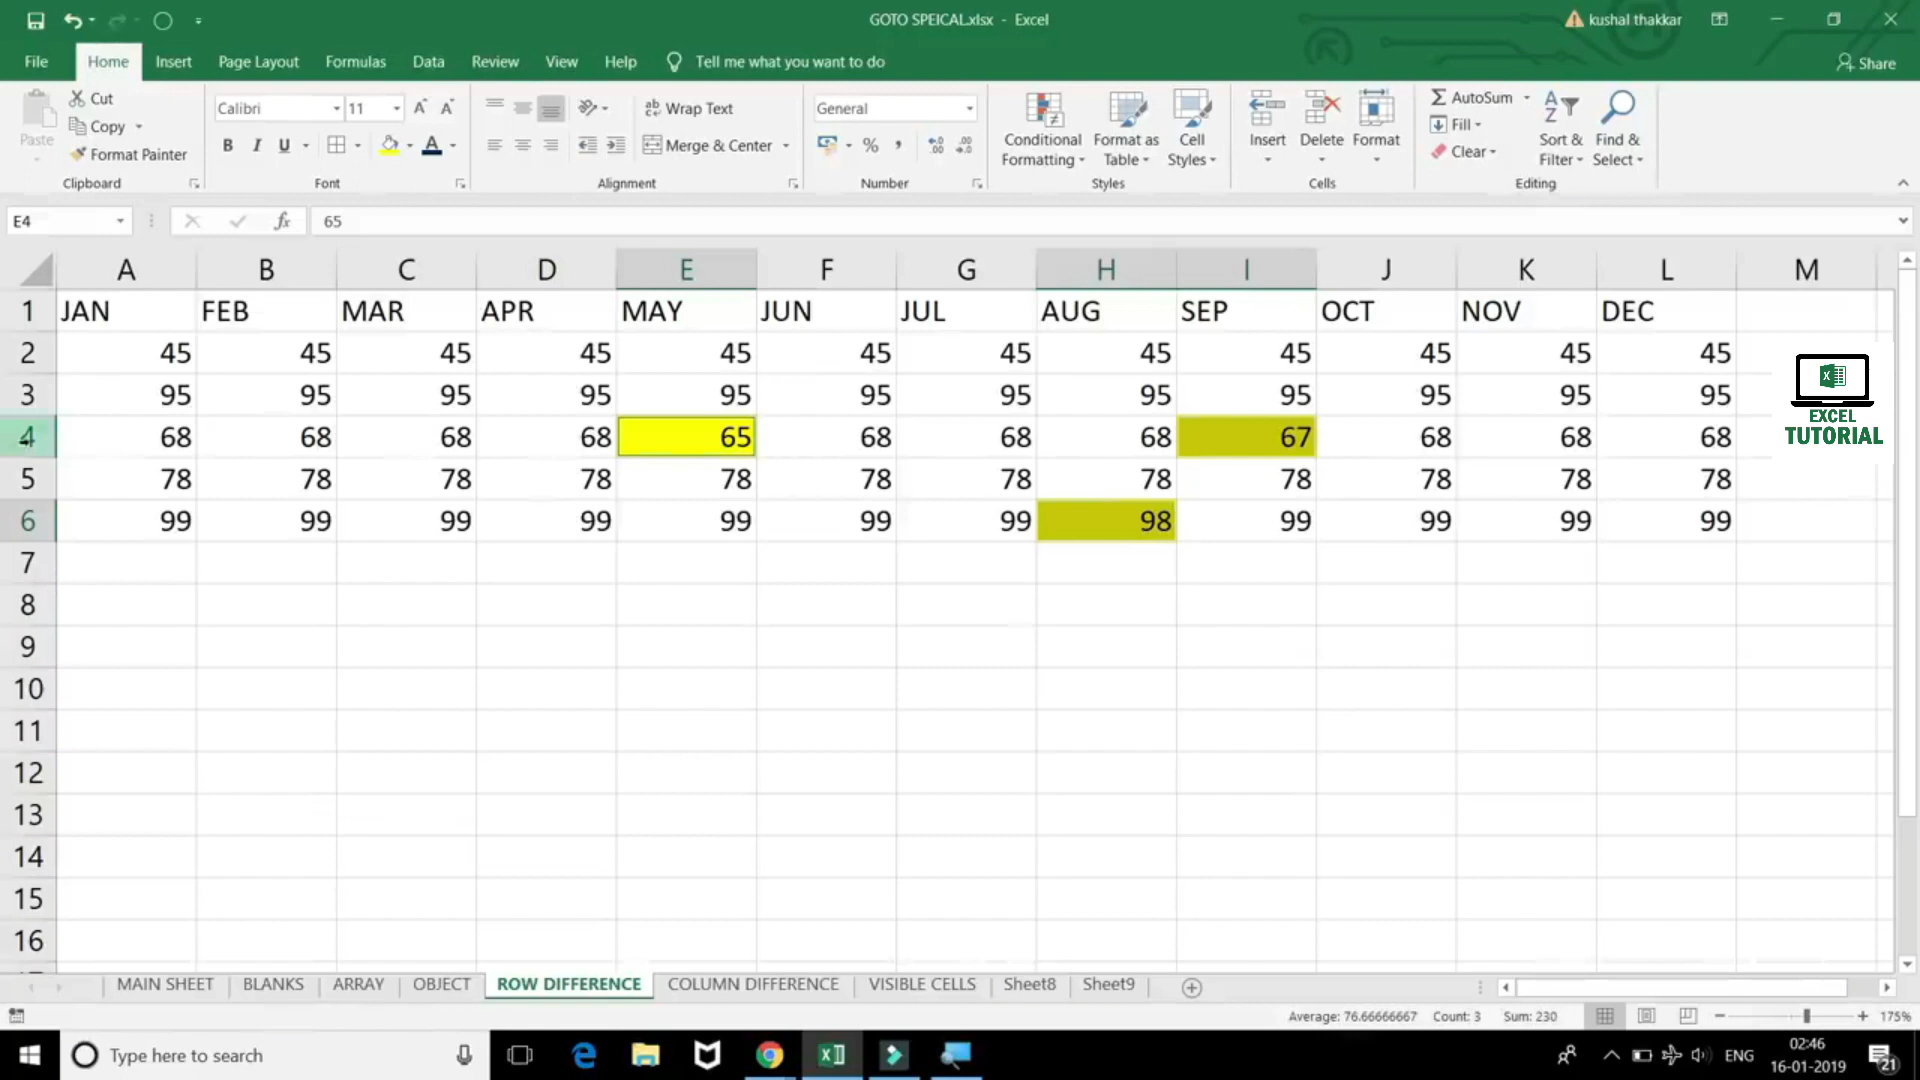 GOTO SPEICAL.xlsx - Excel
kushal thakkar
File Home Insert Page Layout Formulas Data Review View Help Tell me what you want to do Share
Paste
Cut
Copy
Format Painter
Clipboard
Calibri 11
B I U
Font
Wrap Text
Merge & Center
Alignment
General
Number
Conditional Formatting
Format as Table
Cell Styles
Styles
Insert Delete Format
Cells
AutoSum
Fill
Clear
Sort & Filter
Find & Select
Editing
E4 fx 65
A B C D E F G H I J K L M
1 JAN FEB MAR APR MAY JUN JUL AUG SEP OCT NOV DEC
2 45 45 45 45 45 45 45 45 45 45 45 45
3 95 95 95 95 95 95 95 95 95 95 95 95
4 68 68 68 68 65 68 68 68 67 68 68 68
5 78 78 78 78 78 78 78 78 78 78 78 78
6 99 99 99 99 99 99 99 98 99 99 99 99
7
8
9
10
11
12
13
14
15
16
EXCEL
TUTORIAL
MAIN SHEET BLANKS ARRAY OBJECT ROW DIFFERENCE COLUMN DIFFERENCE VISIBLE CELLS Sheet8 Sheet9
Average: 76.66666667 Count: 3 Sum: 230 175%
Type here to search
ENG
02:46
16-01-2019
21